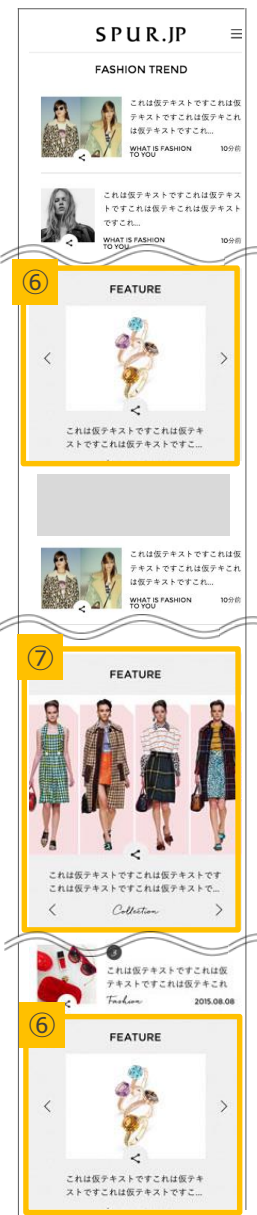 SPUR.JP
FASHION TREND
これは仮テキストですこれは仮
テキストですこれは仮テキこれ
は仮テキストですこれ...
WHAT IS FASHION
TO YOU
10分前
これは仮テキストですこれは仮テキス
トですこれは仮テキこれは仮テキスト
ですこれ...
WHAT IS FASHION
TO YOU
10分前
⑥
FEATURE
これは仮テキストですこれは仮テキ
ストですこれは仮テキストですこ...
これは仮テキストですこれは仮
テキストですこれは仮テキこれ
は仮テキストですこれ...
WHAT IS FASHION
TO YOU
10分前
⑦
FEATURE
これは仮テキストですこれは仮テキストです
これは仮テキストですこれは仮テキストで...
Collection
これは仮テキストですこれは仮
テキストですこれは仮テキこれ
Fashion
2015.08.08
⑥
FEATURE
これは仮テキストですこれは仮テキ
ストですこれは仮テキストですこ...